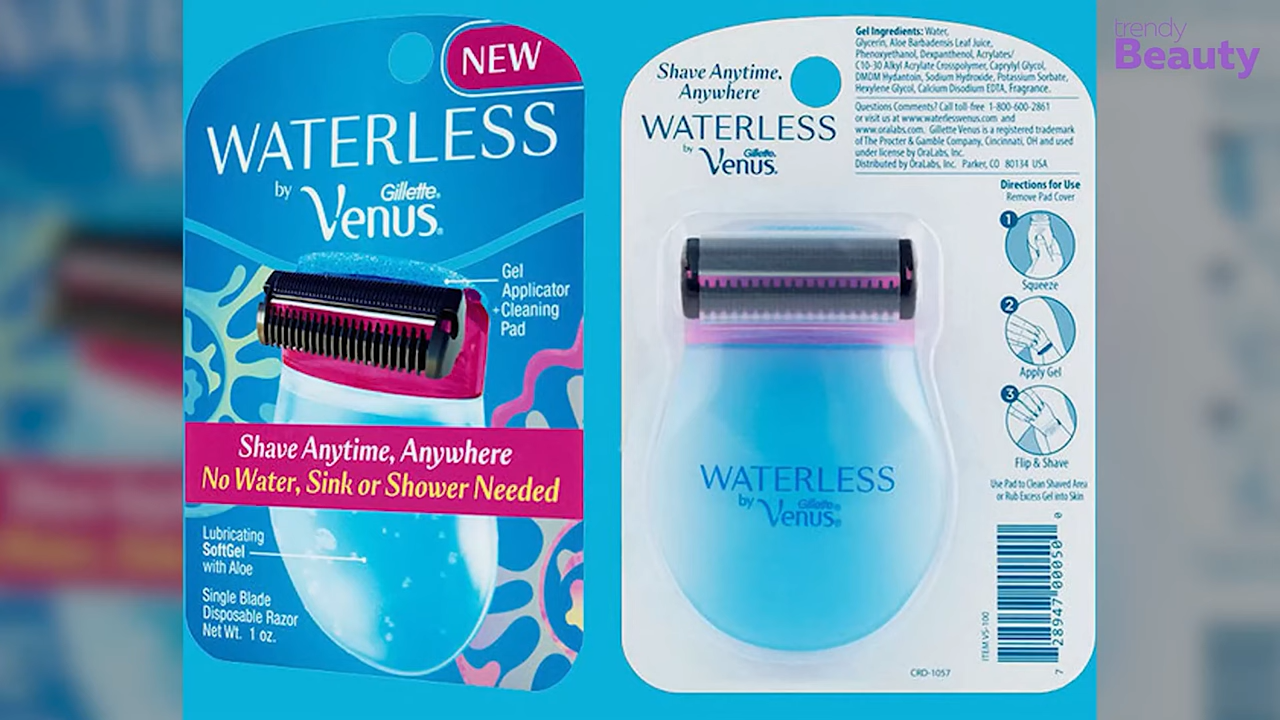 trendy
Beauty
NEW
WATERLESS
by Gillette®
Venus®
Gel
Applicator
+Cleaning
Pad
Shave Anytime, Anywhere
No Water, Sink or Shower Needed
Lubricating
SoftGel
with Aloe
Single Blade
Disposable Razor
Net Wt. 1 oz.
Shave Anytime,
Anywhere
WATERLESS
by Gillette®
Venus®
Gel Ingredients: Water,
Glycerin, Aloe Barbadensis Leaf Juice,
Phenoxyethanol, Dexpanthenol, Acrylates/
C10-30 Alkyl Acrylate Crosspolymer, Caprylyl Glycol,
DMDM Hydantoin, Sodium Hydroxide, Potassium Sorbate,
Hexylene Glycol, Calcium Disodium EDTA, Fragrance.
Questions Comments? Call toll-free 1-800-600-2861
or visit us at www.waterlessvenus.com and
www.oralabs.com. Gillette Venus is a registered trademark
of The Procter & Gamble Company, Cincinnati, OH and used
under license by OraLabs, Inc.
Distributed by OraLabs, Inc. Parker, CO 80134 USA
Directions for Use
Remove Pad Cover
1
Squeeze
2
Apply Gel
3
Flip & Shave
Use Pad to Clean Shaved Area
or Rub Excess Gel into Skin
WATERLESS
by Gillette®
Venus®
ITEM VS-100
7 28947 00050 0
CRD-1057